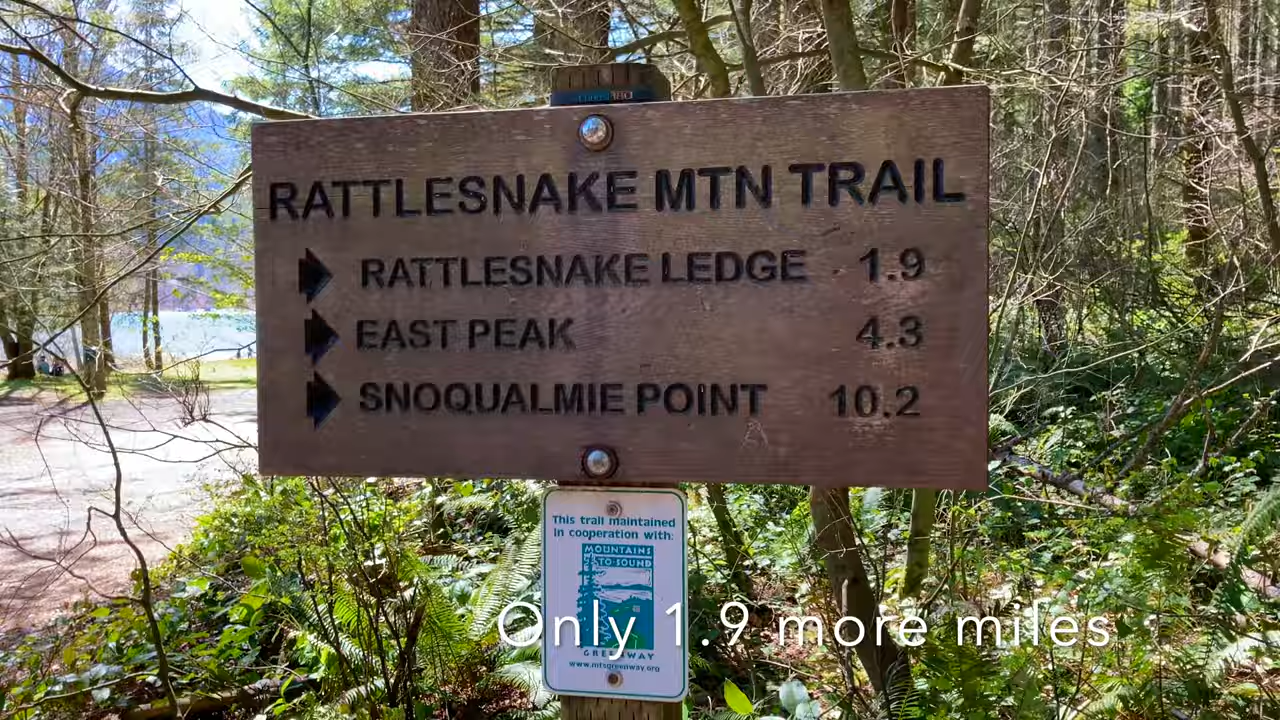 RATTLESNAKE MTN TRAIL
RATTLESNAKE LEDGE 1.9
EAST PEAK 4.3
SNOQUALMIE POINT 10.2
This trail maintained
in cooperation with:
MOUNTAINS
TO-SOUND
GREENWAY
www.mtsgreenway.org
Only 1.9 more miles